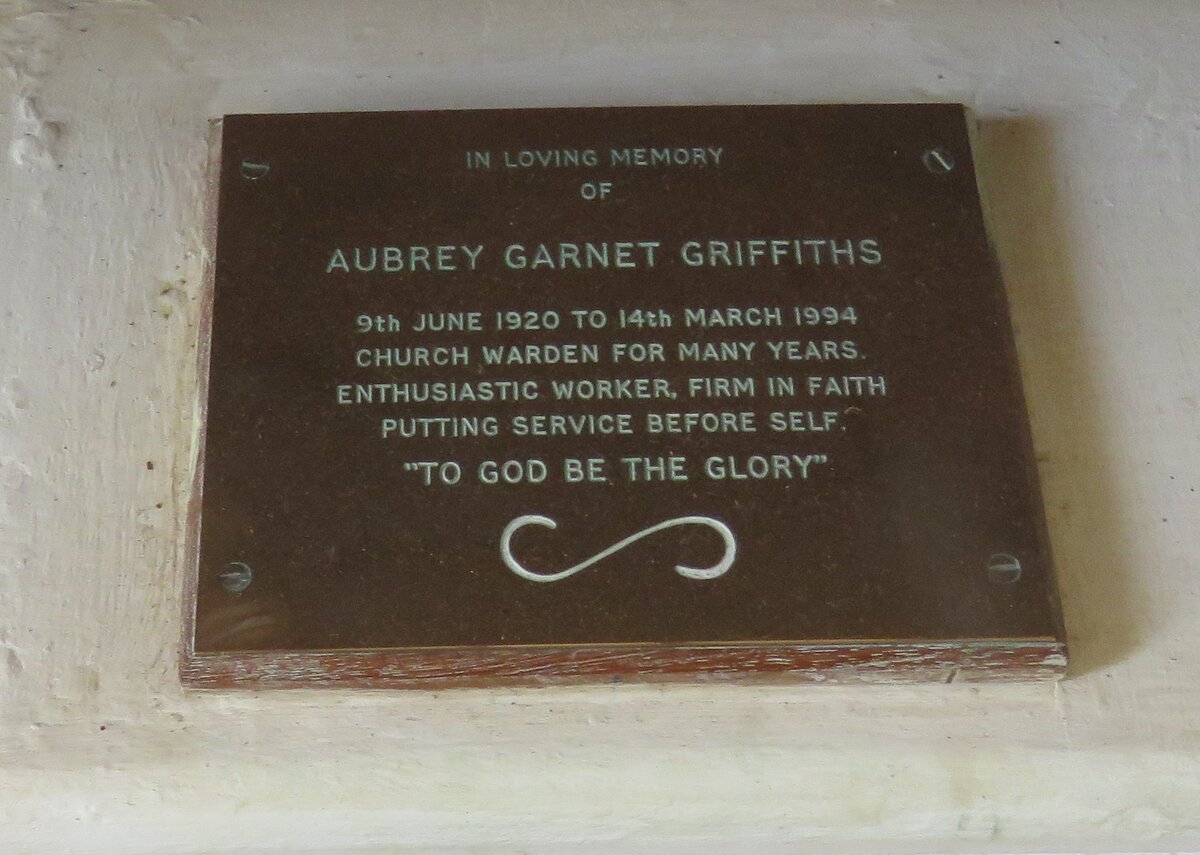 IN LOVING MEMORY
OF
AUBREY GARNET GRIFFITHS
9th JUNE 1920 TO 14th MARCH 1994
CHURCH WARDEN FOR MANY YEARS.
ENTHUSIASTIC WORKER, FIRM IN FAITH
PUTTING SERVICE BEFORE SELF.
"TO GOD BE THE GLORY"